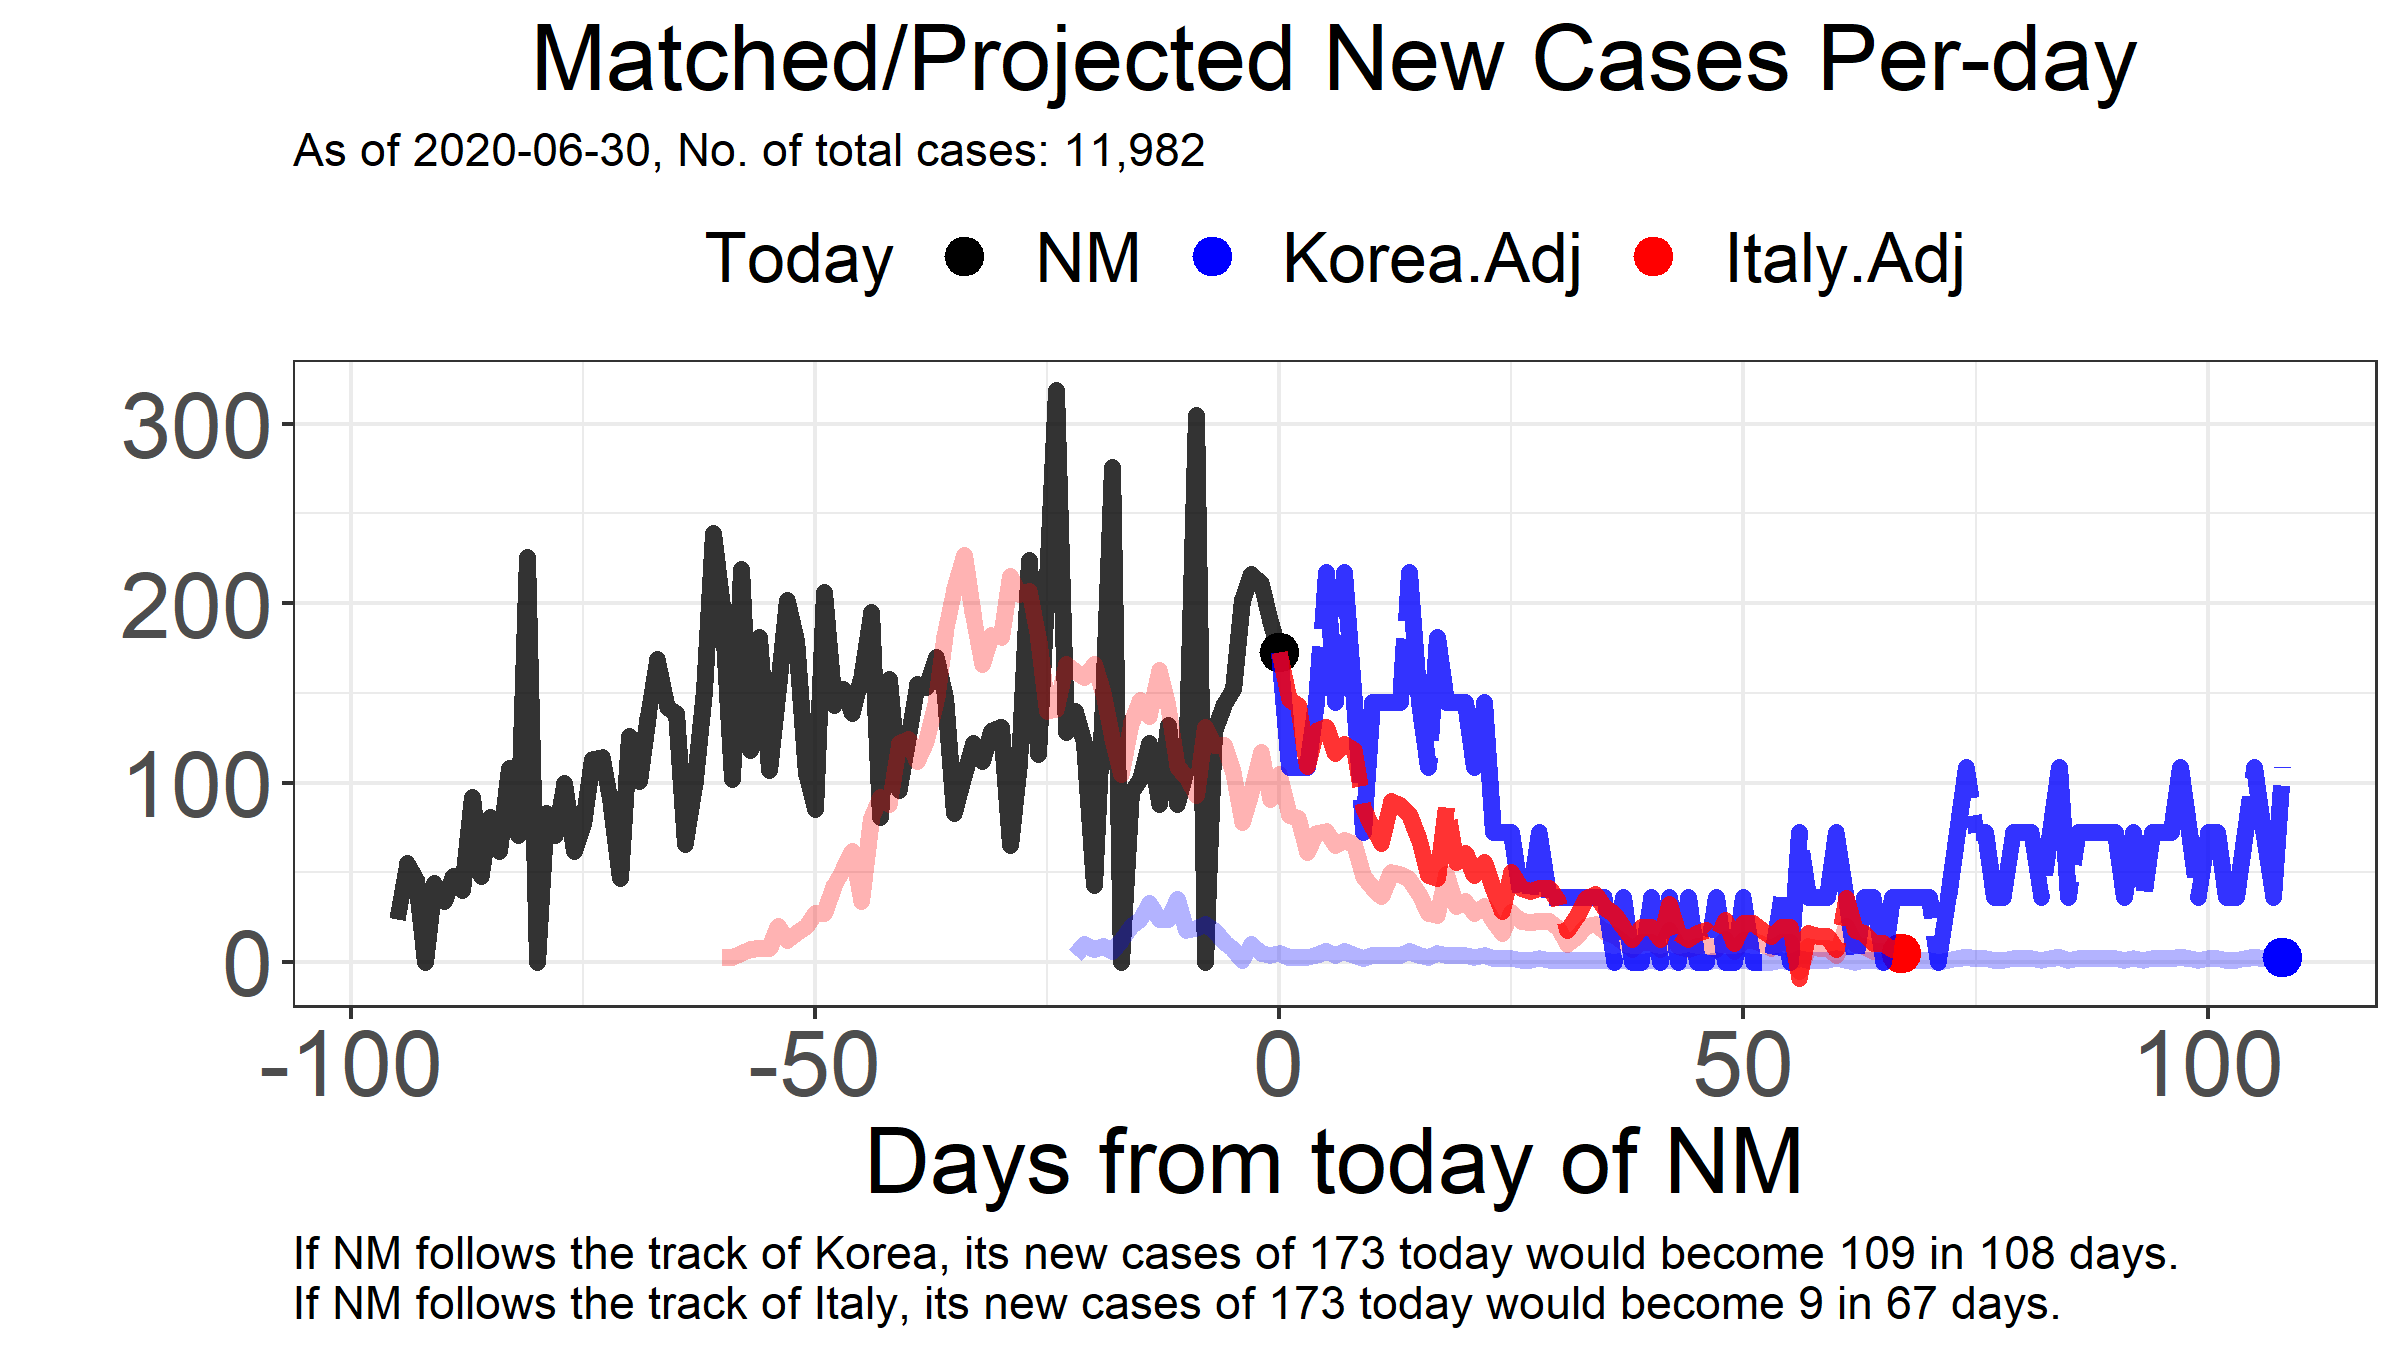 Matched/Projected New Cases Per-day
As of 2020-06-30, No. of total cases: 11,982
Today NM Korea.Adj Italy.Adj
300
200
100
0
-100 -50 0 50 100
Days from today of NM
If NM follows the track of Korea, its new cases of 173 today would become 109 in 108 days.
If NM follows the track of Italy, its new cases of 173 today would become 9 in 67 days.